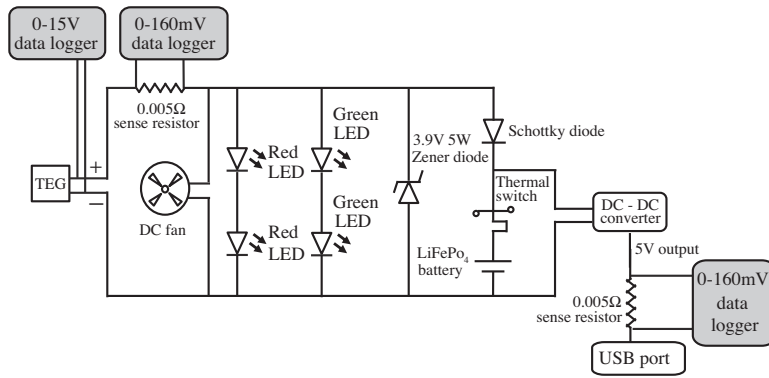 0-15V
data logger
0-160mV
data logger
0.005Ω
sense resistor
TEG
+
−
DC fan
Red
LED
Red
LED
Green
LED
Green
LED
3.9V 5W
Zener diode
Schottky diode
Thermal
switch
LiFePo₄
battery
DC - DC
converter
5V output
0.005Ω
sense resistor
0-160mV
data
logger
USB port